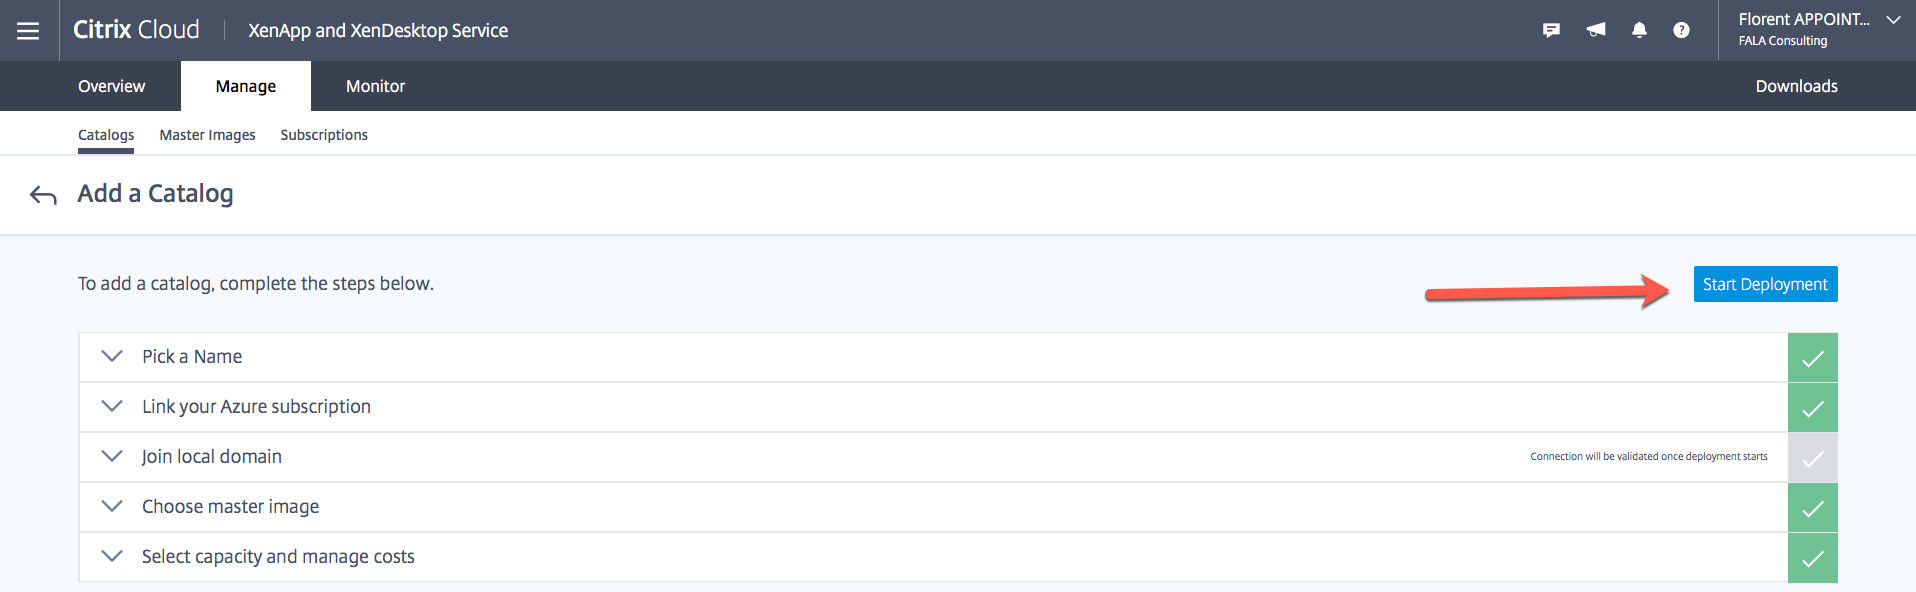 Citrix Cloud XenApp and XenDesktop Service ? Florent APPOINT...
FALA Consulting
Overview Manage Monitor Downloads
Catalogs Master Images Subscriptions
Add a Catalog
To add a catalog, complete the steps below. Start Deployment
Pick a Name
Link your Azure subscription
Join local domain Connection will be validated once deployment starts
Choose master image
Select capacity and manage costs